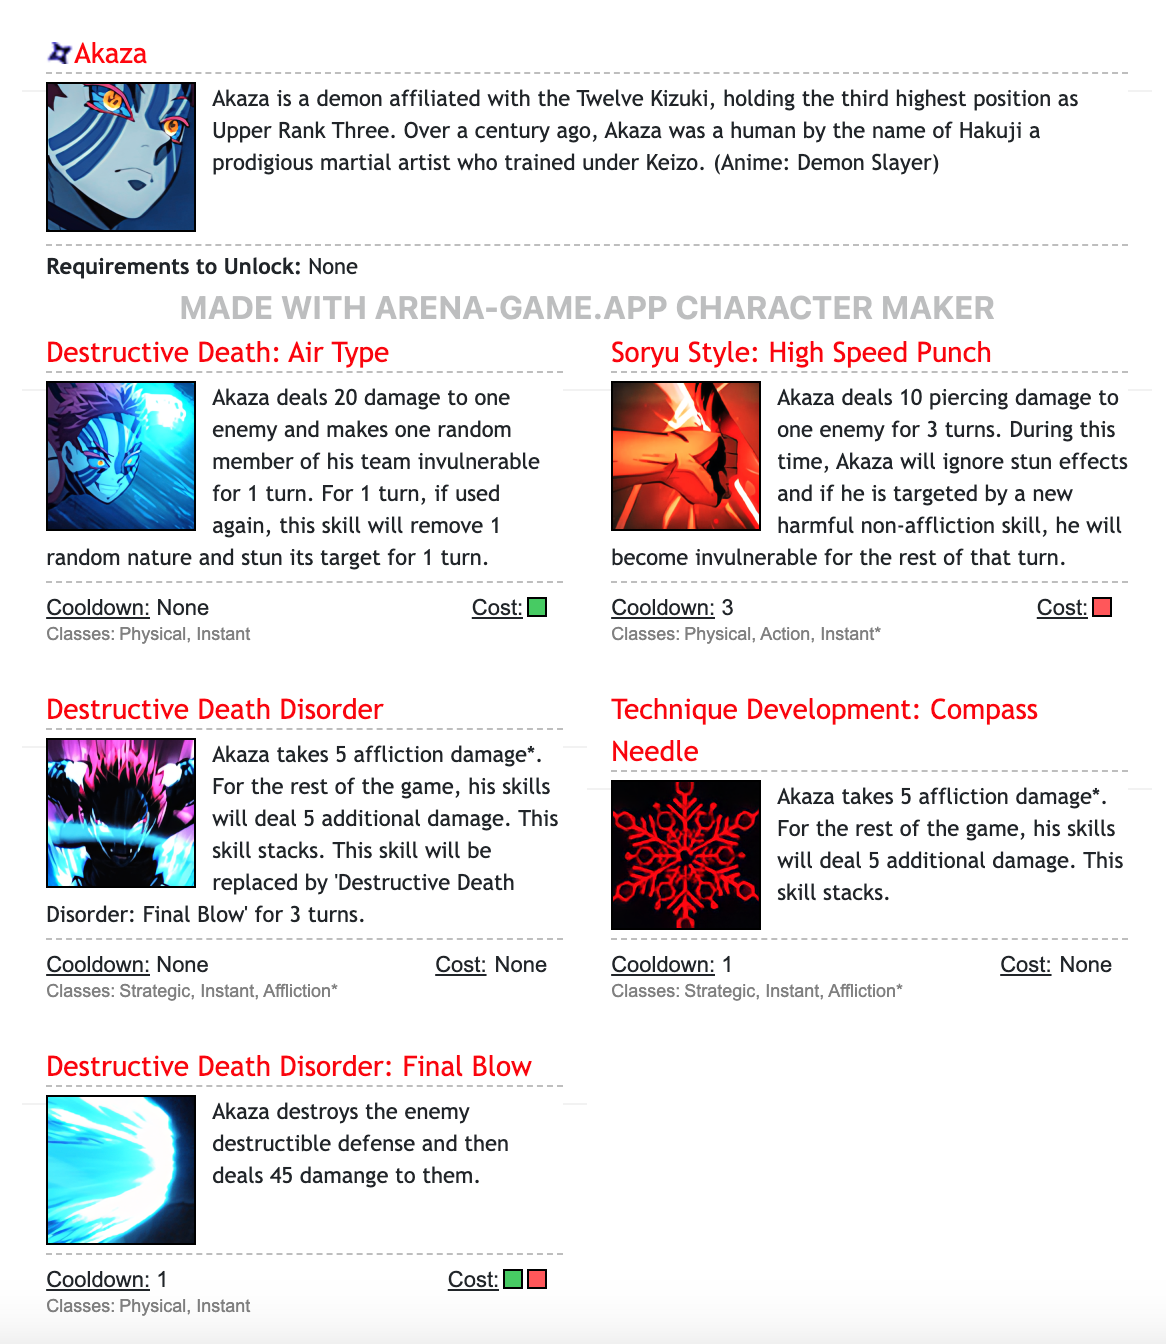 Akaza
Akaza is a demon affiliated with the Twelve Kizuki, holding the third highest position as
Upper Rank Three. Over a century ago, Akaza was a human by the name of Hakuji a
prodigious martial artist who trained under Keizo. (Anime: Demon Slayer)
Requirements to Unlock: None
MADE WITH ARENA-GAME.APP CHARACTER MAKER
Destructive Death: Air Type
Akaza deals 20 damage to one
enemy and makes one random
member of his team invulnerable
for 1 turn. For 1 turn, if used
again, this skill will remove 1
random nature and stun its target for 1 turn.
Cooldown: None Cost:
Classes: Physical, Instant
Soryu Style: High Speed Punch
Akaza deals 10 piercing damage to
one enemy for 3 turns. During this
time, Akaza will ignore stun effects
and if he is targeted by a new
harmful non-affliction skill, he will
become invulnerable for the rest of that turn.
Cooldown: 3 Cost:
Classes: Physical, Action, Instant*
Destructive Death Disorder
Akaza takes 5 affliction damage*.
For the rest of the game, his skills
will deal 5 additional damage. This
skill stacks. This skill will be
replaced by 'Destructive Death
Disorder: Final Blow' for 3 turns.
Cooldown: None Cost: None
Classes: Strategic, Instant, Affliction*
Technique Development: Compass
Needle
Akaza takes 5 affliction damage*.
For the rest of the game, his skills
will deal 5 additional damage. This
skill stacks.
Cooldown: 1 Cost: None
Classes: Strategic, Instant, Affliction*
Destructive Death Disorder: Final Blow
Akaza destroys the enemy
destructible defense and then
deals 45 damange to them.
Cooldown: 1 Cost:
Classes: Physical, Instant